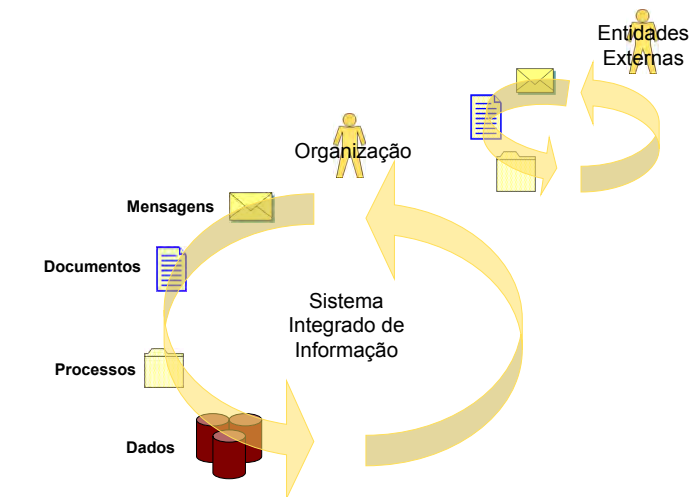 Entidades
Externas
Organização
Mensagens
Documentos
Sistema
Integrado de
Informação
Processos
Dados